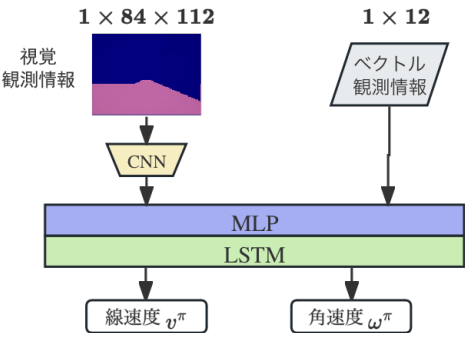 1 × 84 × 112
1 × 12
視覚
観測情報
ベクトル
観測情報
CNN
MLP
LSTM
線速度 v^π
角速度 ω^π